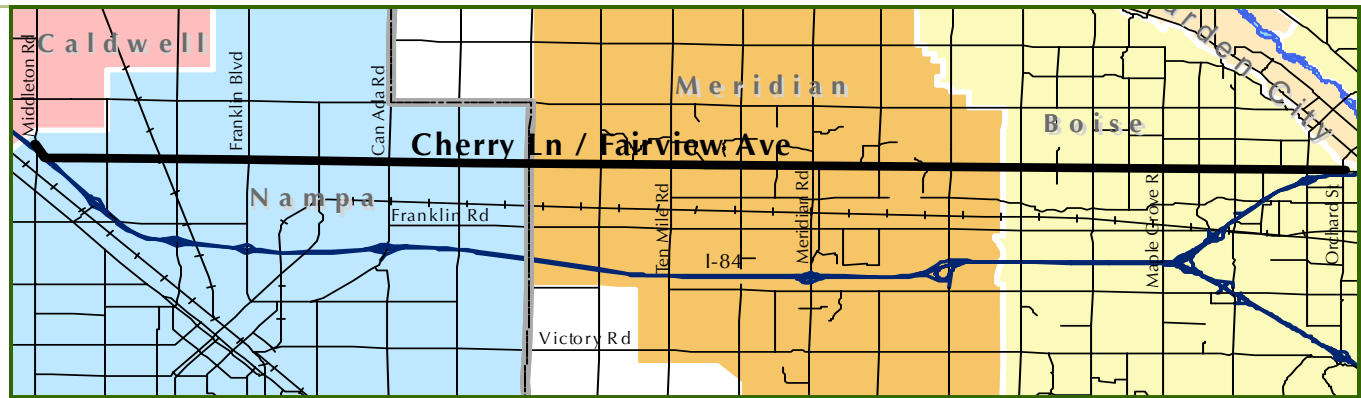 Caldwell
Middleton Rd
Franklin Blvd
Can Ada Rd
Meridian
Garden City
Boise
Cherry Ln / Fairview Ave
Nampa
Franklin Rd
Ten Mile Rd
Meridian Rd
Maple Grove R
Orchard St
I-84
Victory Rd